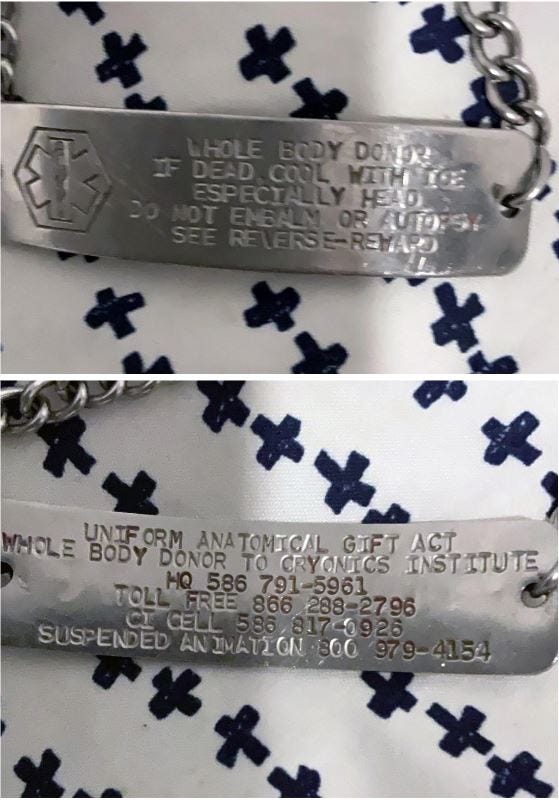 WHOLE BODY DONOR
IF DEAD COOL WITH ICE
ESPECIALLY HEAD
DO NOT EMBALM OR AUTOPSY
SEE REVERSE-REWARD
UNIFORM ANATOMICAL GIFT ACT
WHOLE BODY DONOR TO CRYONICS INSTITUTE
HQ 586 791-5961
TOLL FREE 866 288-2796
CI CELL 586 817-0926
SUSPENDED ANIMATION 800 979-4154